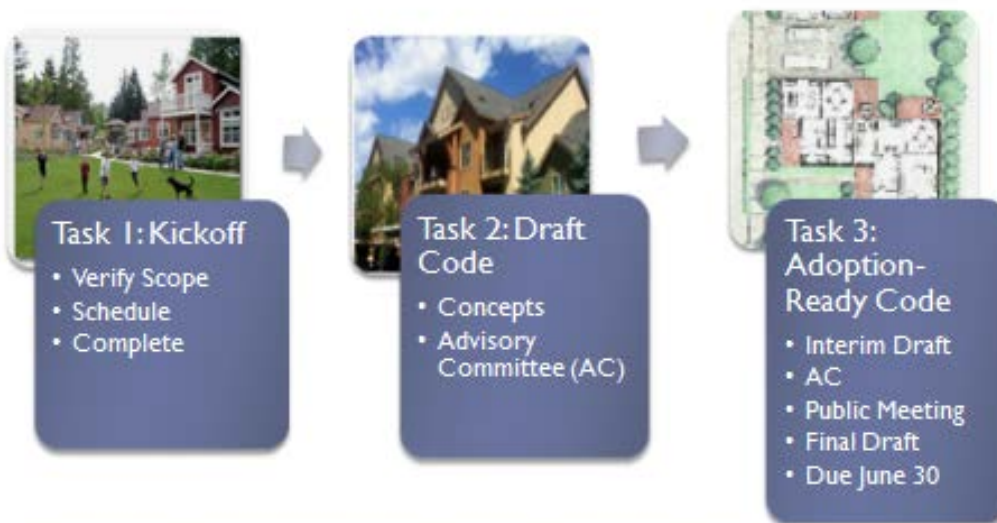 Task 1: Kickoff
• Verify Scope
• Schedule
• Complete
Task 2: Draft
Code
• Concepts
• Advisory
Committee (AC)
Task 3:
Adoption-
Ready Code
• Interim Draft
• AC
• Public Meeting
• Final Draft
• Due June 30